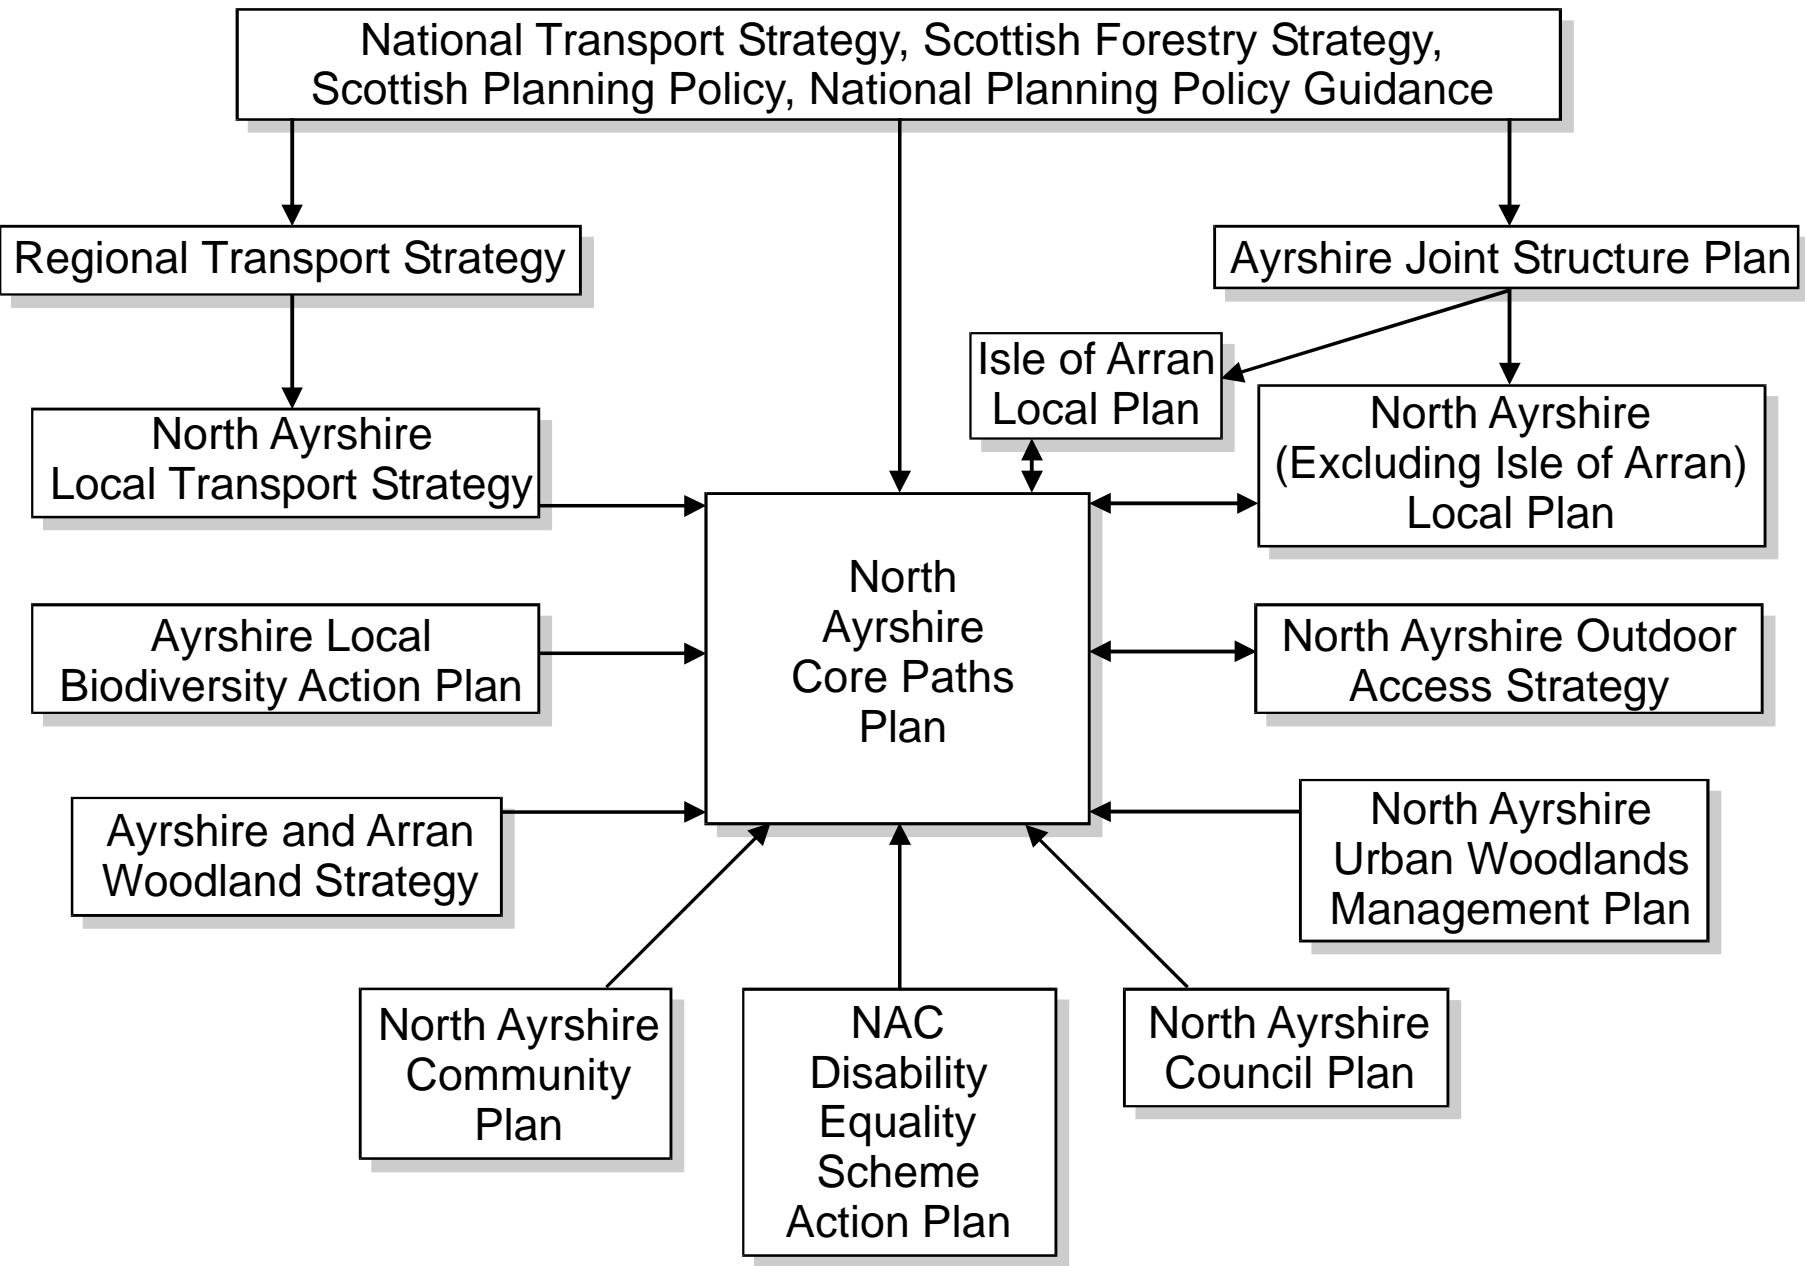 National Transport Strategy, Scottish Forestry Strategy,
Scottish Planning Policy, National Planning Policy Guidance
Regional Transport Strategy
Ayrshire Joint Structure Plan
Isle of Arran
Local Plan
North Ayrshire
Local Transport Strategy
North Ayrshire
(Excluding Isle of Arran)
Local Plan
North
Ayrshire
Core Paths
Plan
Ayrshire Local
Biodiversity Action Plan
North Ayrshire Outdoor
Access Strategy
Ayrshire and Arran
Woodland Strategy
North Ayrshire
Urban Woodlands
Management Plan
North Ayrshire
Community
Plan
NAC
Disability
Equality
Scheme
Action Plan
North Ayrshire
Council Plan